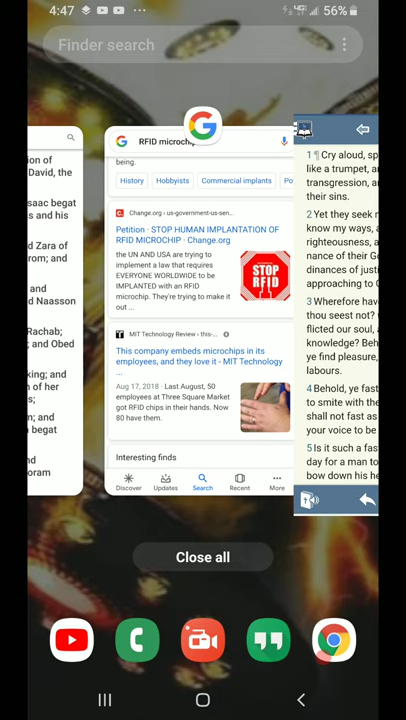 4:47
56%
Finder search
ion of
David, the
saac begat
s and his
d Zara of
rom; and
nd
Naasson
Rachab;
; and Obed
king; and
n of her
s;
m; and
begat
nd
oram
RFID microchip
being.
History
Hobbyists
Commercial implants
Po
Change.org › us-government-us-sen...
Petition · STOP HUMAN IMPLANTATION
OF RFID MICROCHIP · Change.org
the UN AND USA are trying to
implement a law that requires
EVERYONE WORLDWIDE to be
IMPLANTED with an RFID
microchip. They're trying to make it
out ...
STOP
RFID
MIT Technology Review › this-...
This company embeds microchips in its
employees, and they love it - MIT Technology
...
Aug 17, 2018 · Last August, 50
employees at Three Square Market
got RFID chips in their hands. Now
80 have them.
Interesting finds
Discover
Updates
Search
Recent
More
1 ¶ Cry aloud, sp
like a trumpet, a
transgression, a
their sins.
2 Yet they seek
know my ways, a
righteousness, a
nance of their Go
dinances of justi
approaching to G
3 Wherefore hav
thou seest not?
flicted our soul,
knowledge? Beh
ye find pleasure,
labours.
4 Behold, ye fast
to smite with the
shall not fast as
your voice to be
5 Is it such a fas
day for a man to
bow down his he
Close all